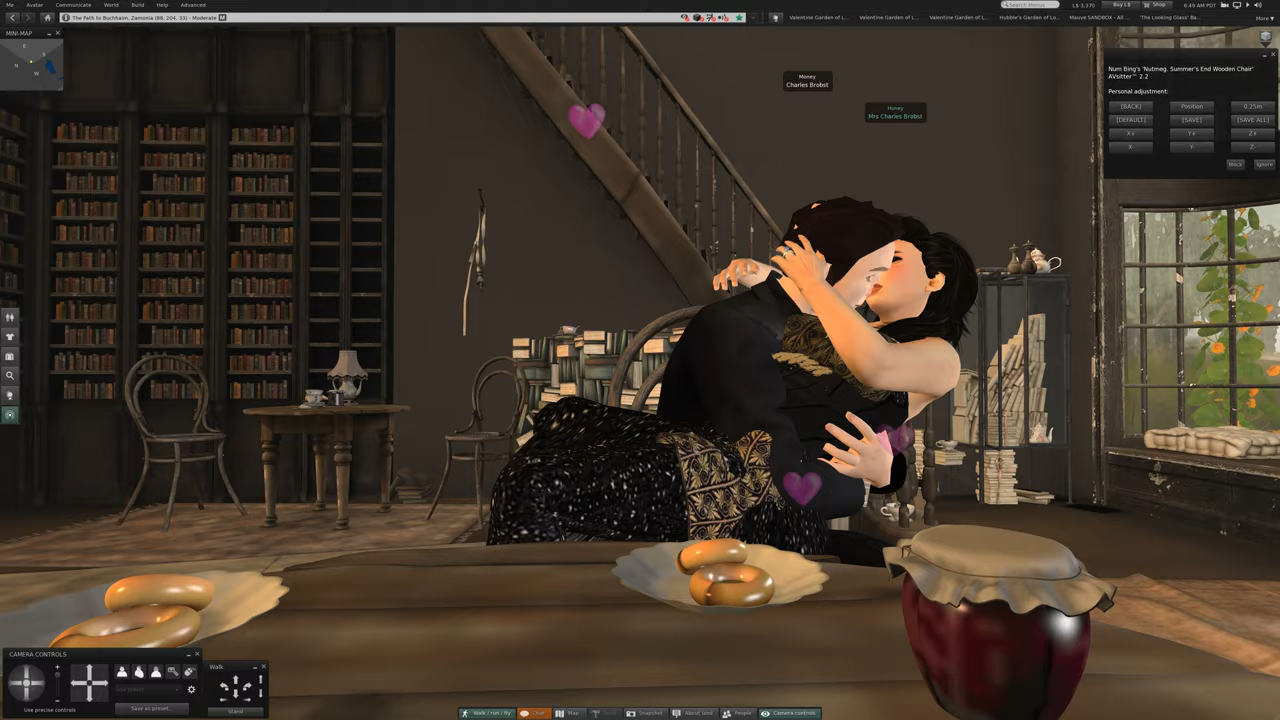 Me Avatar Communicate World Build Help Advanced
Search Menus L$ 3,370 Buy L$ Shop 6:49 AM PDT
The Path to Buchhaim, Zamonia (88, 204, 33) - Moderate M
Valentine Garden of L... Valentine Garden of L... Valentine Garden of L... Hubble's Garden of Lo... Mauve SANDBOX - All ... 'The Looking Glass' Ba...
More
MINI-MAP
E
S
N
W
Money
Charles Brobst
Honey
Mrs Charles Brobst
Num Bing's 'Nutmeg. Summer's End Wooden Chair'
AVsitter™ 2.2
Personal adjustment:
[BACK] Position 0.25m
[DEFAULT] [SAVE] [SAVE ALL]
X+ Y+ Z+
X- Y- Z-
Block Ignore
CAMERA CONTROLS
Use preset
Use precise controls
Save as preset...
Walk
Stand
Walk / run / fly Chat Map Snapshot About land People Camera controls